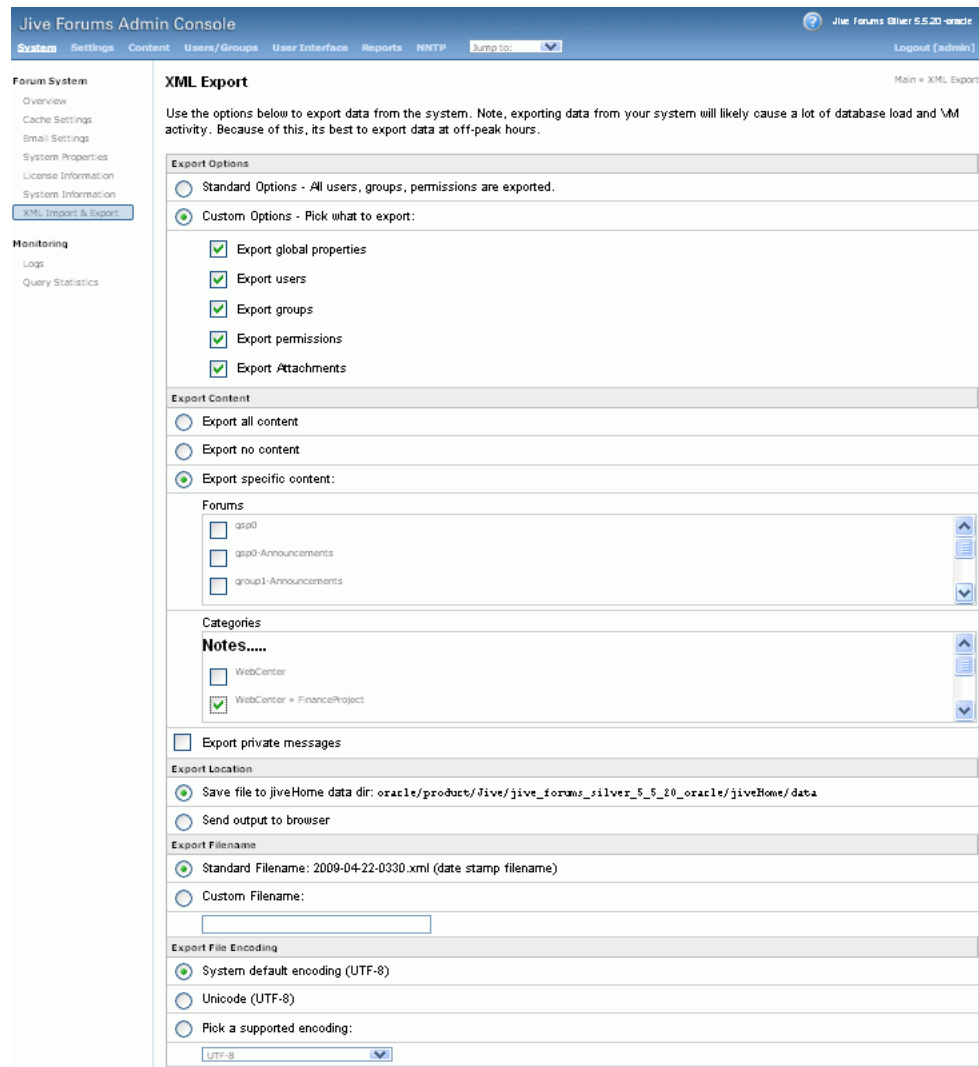 Jive Forums Admin Console
Jive Forums Silver 5.5.20-oracle
System Settings Content Users/Groups User Interface Reports NNTP Jump to: Logout [admin]
Forum System
Overview
Cache Settings
Email Settings
System Properties
License Information
System Information
XML Import & Export
Monitoring
Logs
Query Statistics
XML Export
Main » XML Export
Use the options below to export data from the system. Note, exporting data from your system will likely cause a lot of database load and VM
activity. Because of this, its best to export data at off-peak hours.
Export Options
Standard Options - All users, groups, permissions are exported.
Custom Options - Pick what to export:
Export global properties
Export users
Export groups
Export permissions
Export Attachments
Export Content
Export all content
Export no content
Export specific content:
Forums
gsp0
gsp0-Announcements
group1-Announcements
Categories
Notes.....
WebCenter
WebCenter » FinanceProject
Export private messages
Export Location
Save file to jiveHome data dir: oracle/product/Jive/jive_forums_silver_5_5_20_oracle/jiveHome/data
Send output to browser
Export Filename
Standard Filename: 2009-04-22-0330.xml (date stamp filename)
Custom Filename:
Export File Encoding
System default encoding (UTF-8)
Unicode (UTF-8)
Pick a supported encoding:
UTF-8